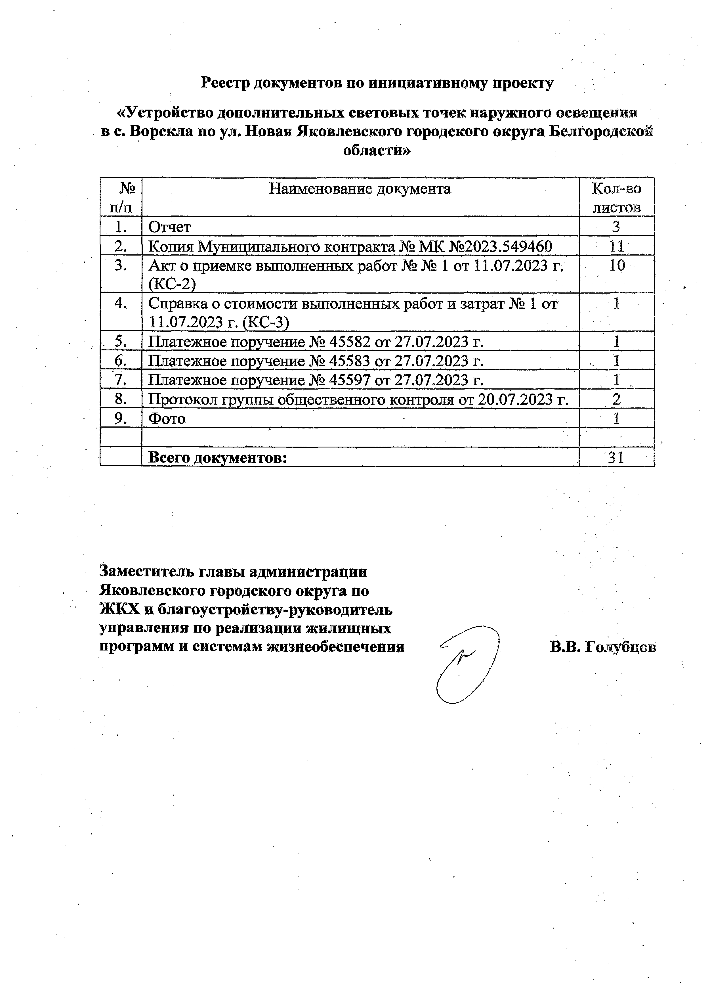 Реестр документов по инициативному проекту
«Устройство дополнительных световых точек наружного освещения
в с. Ворскла по ул. Новая Яковлевского городского округа Белгородской
области»
№ Наименование документа Кол-во
п/п листов
1. Отчет 3
2. Копия Муниципального контракта № МК №2023.549460 11
3. Акт о приемке выполненных работ № № 1 от 11.07.2023 г. 10
(КС-2)
4. Справка о стоимости выполненных работ и затрат № 1 от 1
11.07.2023 г. (КС-3)
5. Платежное поручение № 45582 от 27.07.2023 г. 1
6. Платежное поручение № 45583 от 27.07.2023 г. 1
7. Платежное поручение № 45597 от 27.07.2023 г. 1
8. Протокол группы общественного контроля от 20.07.2023 г. 2
9. Фото 1
Всего документов: 31
Заместитель главы администрации
Яковлевского городского округа по
ЖКХ и благоустройству-руководитель
управления по реализации жилищных
программ и системам жизнеобеспечения В.В. Голубцов